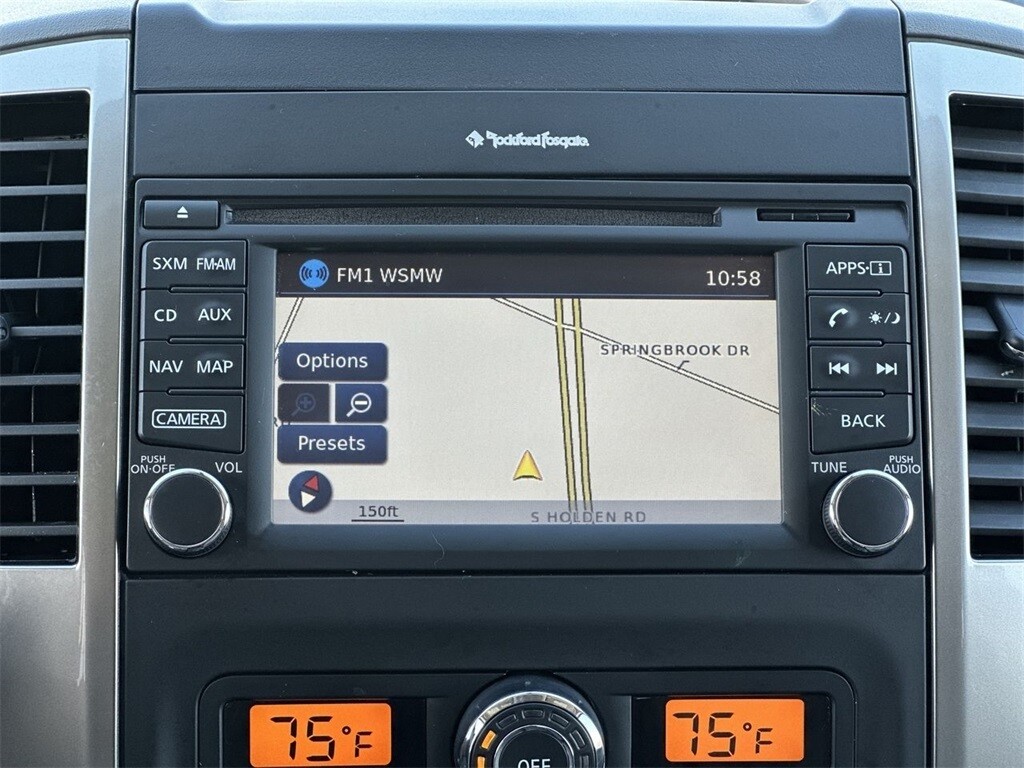 Rockford Fosgate
SXM FM·AM
FM1 WSMW
10:58
APPS·i
CD AUX
NAV MAP
CAMERA
Options
Presets
SPRINGBROOK DR
BACK
PUSH
ON·OFF
VOL
TUNE
PUSH
AUDIO
150ft
S HOLDEN RD
75°F
OFF
75°F